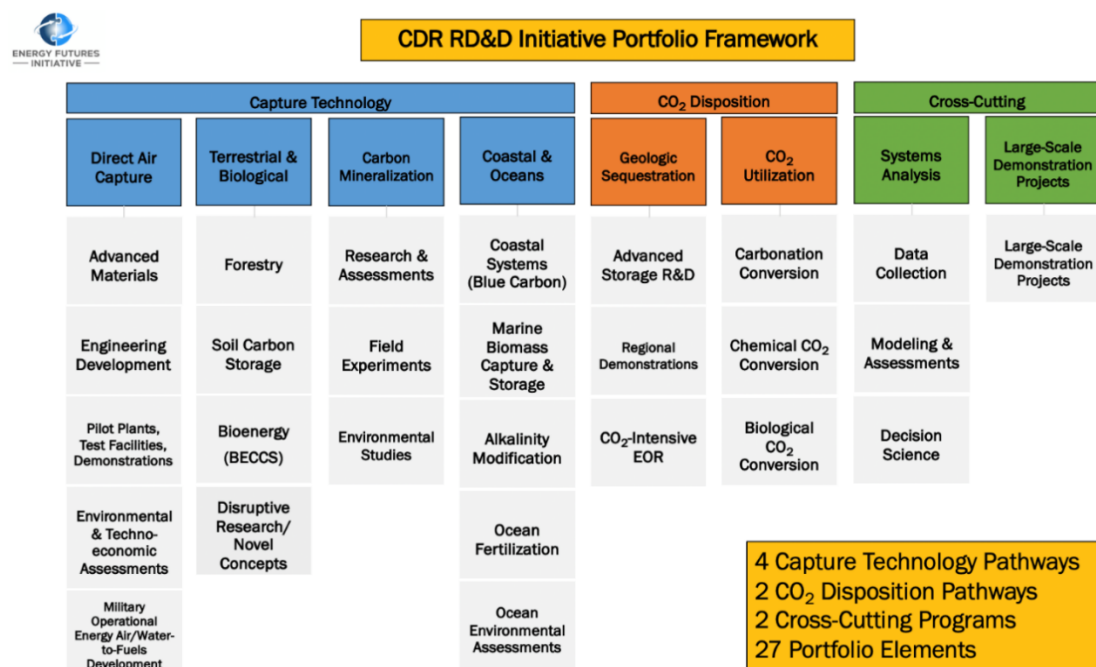 ENERGY FUTURES
INITIATIVE
CDR RD&D Initiative Portfolio Framework
Capture Technology
CO₂ Disposition
Cross-Cutting
Direct Air
Capture
Terrestrial &
Biological
Carbon
Mineralization
Coastal &
Oceans
Geologic
Sequestration
CO₂
Utilization
Systems
Analysis
Large-Scale
Demonstration
Projects
Advanced
Materials
Forestry
Research &
Assessments
Coastal
Systems
(Blue Carbon)
Advanced
Storage R&D
Carbonation
Conversion
Data
Collection
Large-Scale
Demonstration
Projects
Engineering
Development
Soil Carbon
Storage
Field
Experiments
Marine
Biomass
Capture &
Storage
Regional
Demonstrations
Chemical CO₂
Conversion
Modeling &
Assessments
Pilot Plants,
Test Facilities,
Demonstrations
Bioenergy
(BECCS)
Environmental
Studies
Alkalinity
Modification
CO₂-Intensive
EOR
Biological
CO₂
Conversion
Decision
Science
Environmental
& Techno-
economic
Assessments
Disruptive
Research/
Novel
Concepts
Ocean
Fertilization
Military
Operational
Energy Air/Water-
to-Fuels
Development
Ocean
Environmental
Assessments
4 Capture Technology Pathways
2 CO₂ Disposition Pathways
2 Cross-Cutting Programs
27 Portfolio Elements